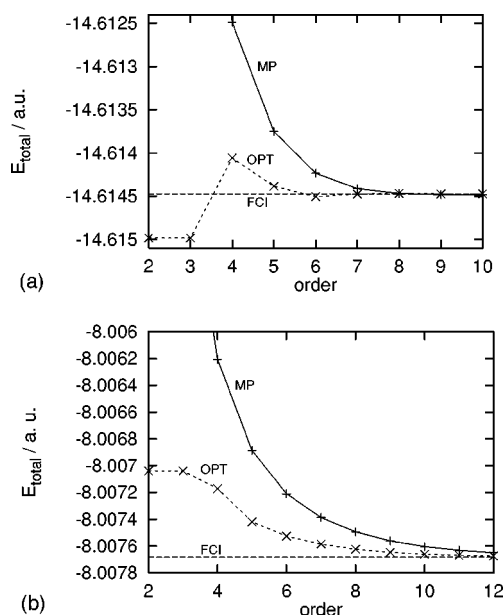 -14.6125
-14.613
-14.6135
-14.614
-14.6145
-14.615
E total / a.u.
MP
OPT
FCI
2 3 4 5 6 7 8 9 10
order
(a)
-8.006
-8.0062
-8.0064
-8.0066
-8.0068
-8.007
-8.0072
-8.0074
-8.0076
-8.0078
E total / a. u.
MP
OPT
FCI
2 4 6 8 10 12
order
(b)